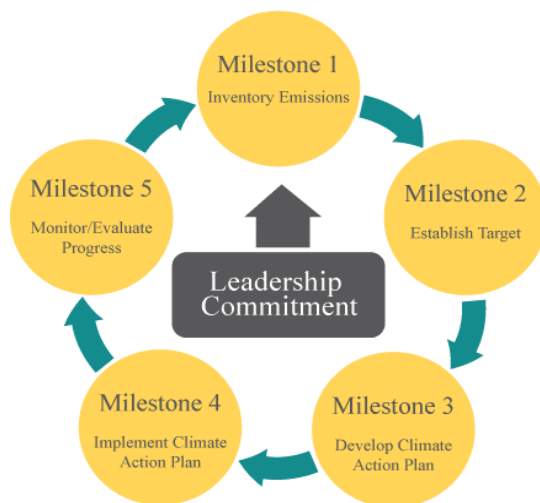 Milestone 1
Inventory Emissions
Milestone 2
Establish Target
Milestone 3
Develop Climate
Action Plan
Milestone 4
Implement Climate
Action Plan
Milestone 5
Monitor/Evaluate
Progress
Leadership
Commitment